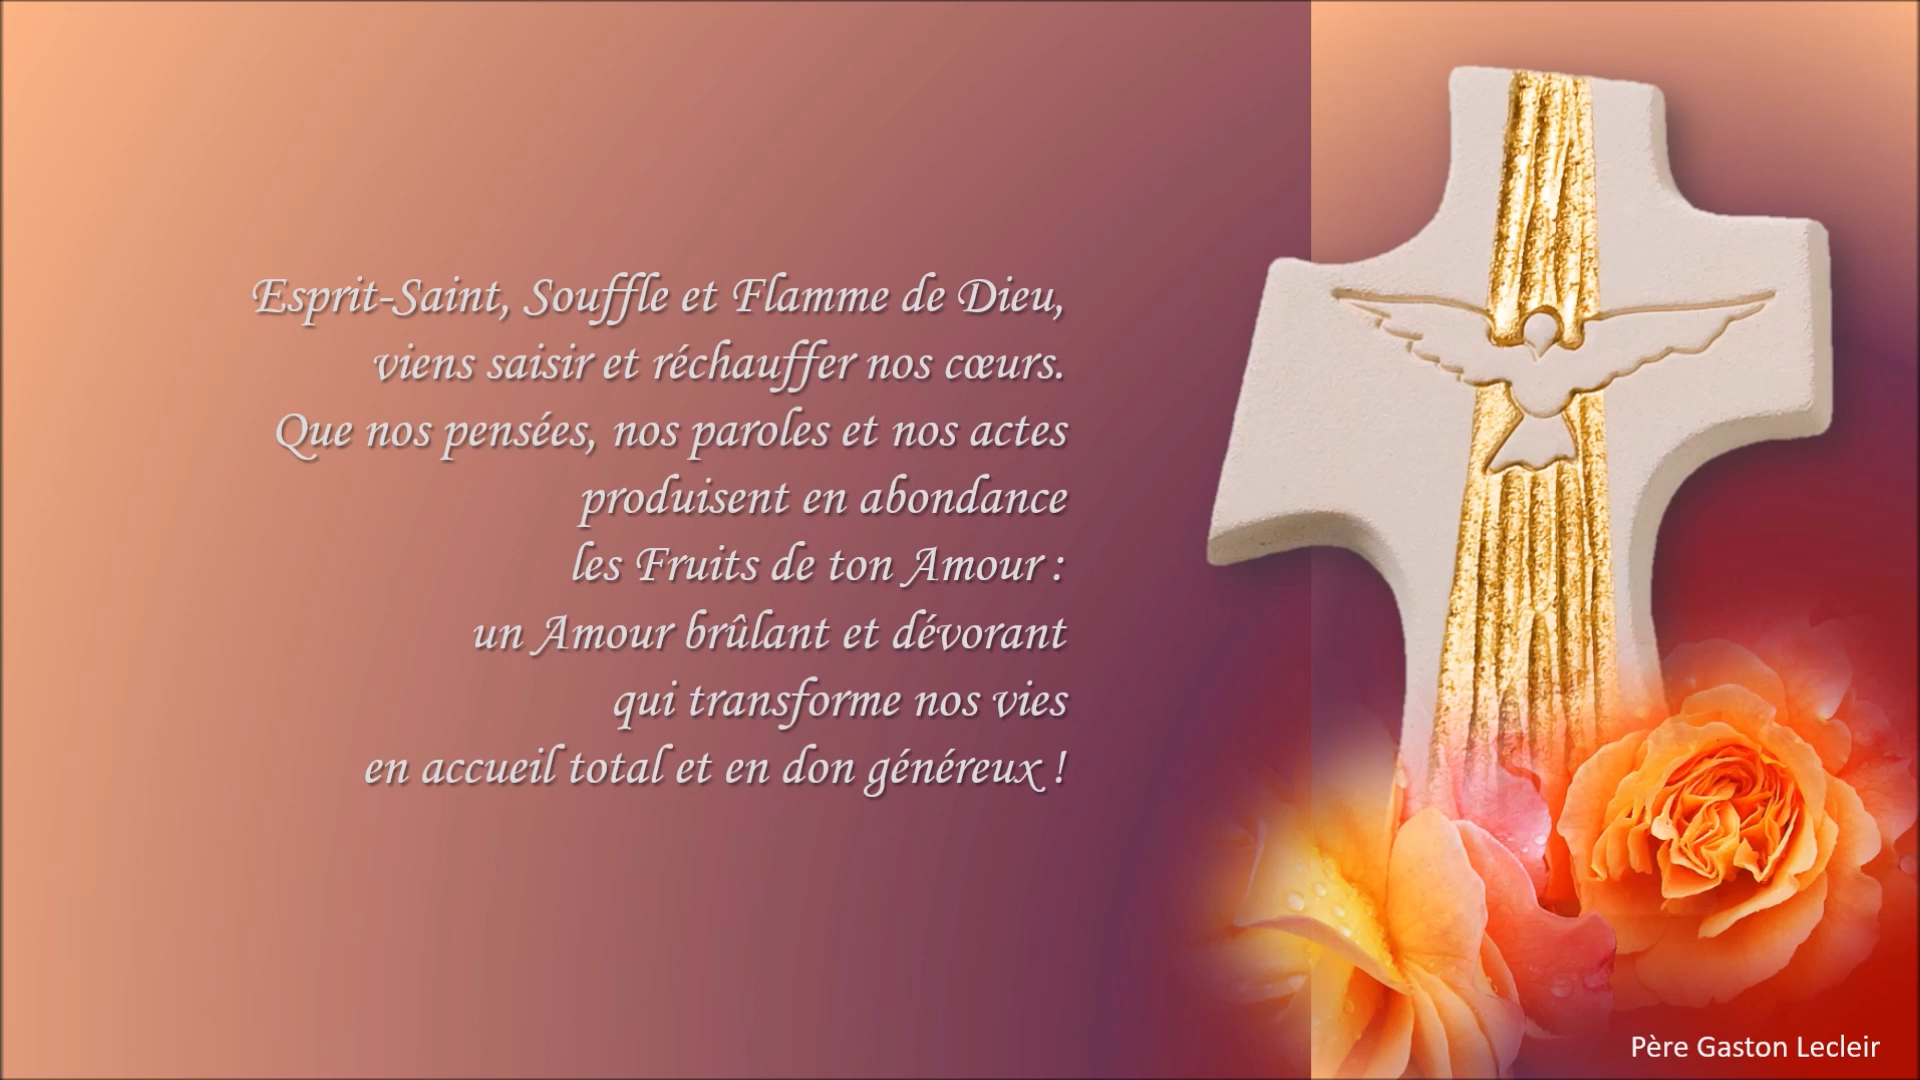 Esprit-Saint, Souffle et Flamme de Dieu,
viens saisir et réchauffer nos cœurs.
Que nos pensées, nos paroles et nos actes
produisent en abondance
les Fruits de ton Amour :
un Amour brûlant et dévorant
qui transforme nos vies
en accueil total et en don généreux !
Père Gaston Lecleir